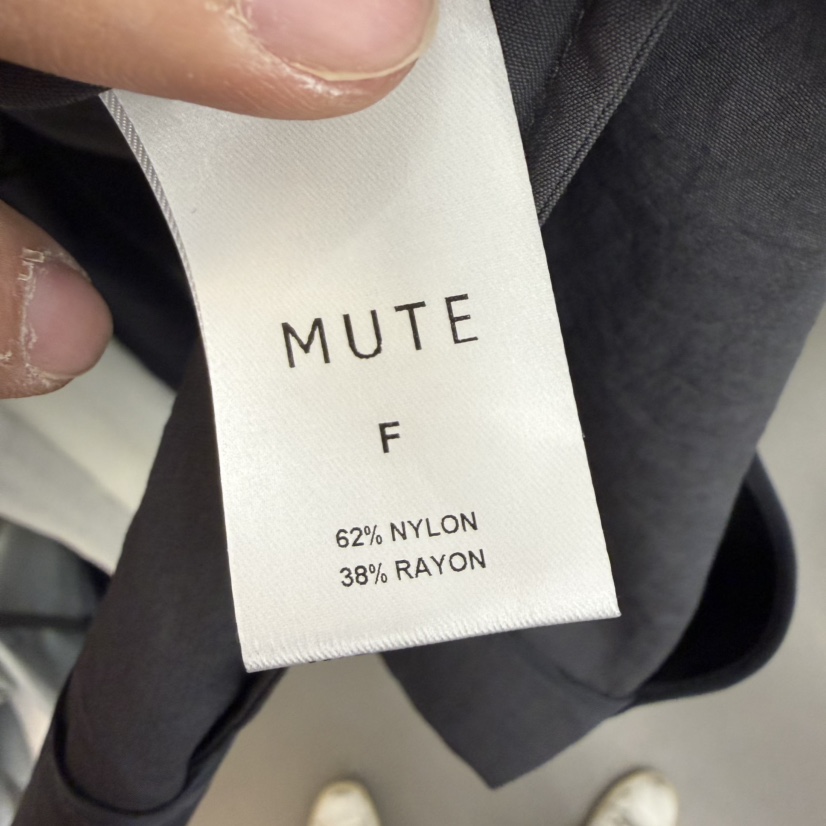 MUTE
F
62% NYLON
38% RAYON